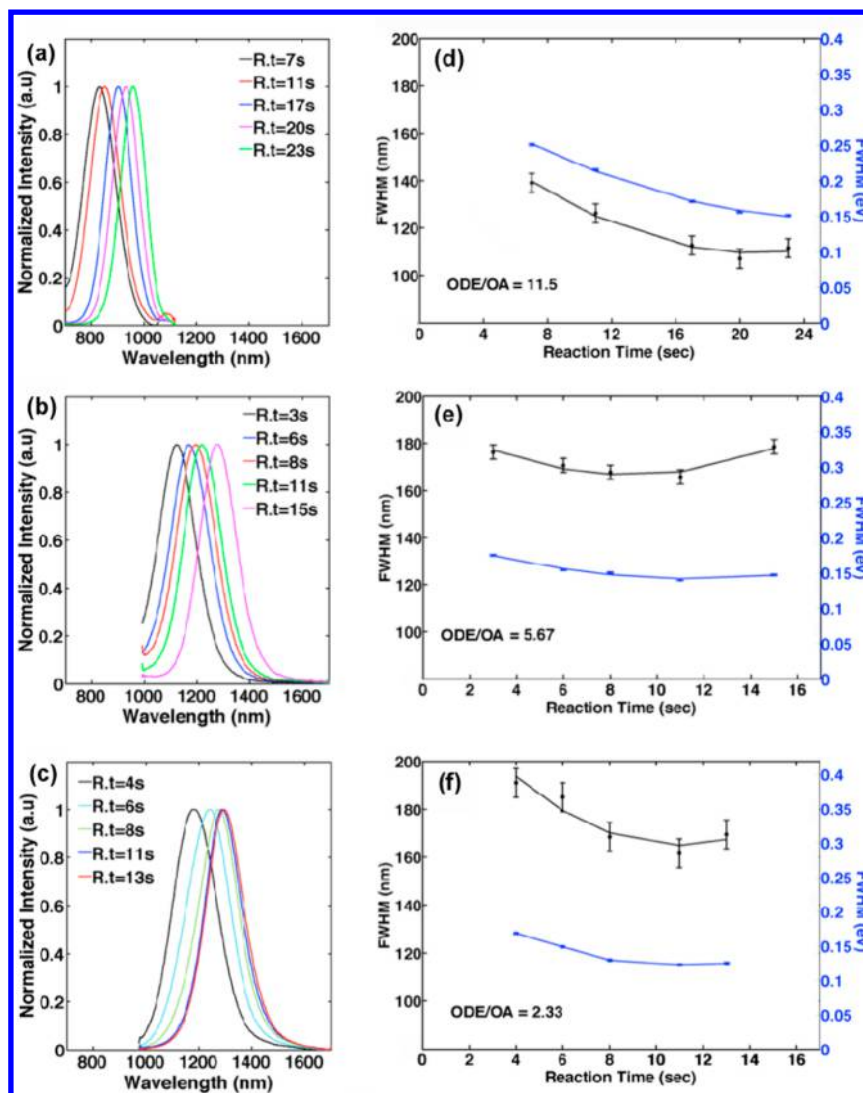 (a)
R.t=7s
R.t=11s
R.t=17s
R.t=20s
R.t=23s
Normalized Intensity (a.u)
1
0.8
0.6
0.4
0.2
0
800 1000 1200 1400 1600
Wavelength (nm)
(d)
FWHM (nm)
200
180
160
140
120
100
0 4 8 12 16 20 24
Reaction Time (sec)
ODE/OA = 11.5
0.4
0.35
0.3
0.25
0.2
0.15
0.1
0.05
0
FWHM (ev)
(b)
R.t=3s
R.t=6s
R.t=8s
R.t=11s
R.t=15s
Normalized Intensity (a.u)
1
0.8
0.6
0.4
0.2
0
800 1000 1200 1400 1600
Wavelength (nm)
(e)
FWHM (nm)
200
180
160
140
120
100
0 2 4 6 8 10 12 14 16
Reaction Time (sec)
ODE/OA = 5.67
0.4
0.35
0.3
0.25
0.2
0.15
0.1
0.05
0
FWHM (ev)
(c)
R.t=4s
R.t=6s
R.t=8s
R.t=11s
R.t=13s
Normalized Intensity (a.u)
1
0.8
0.6
0.4
0.2
0
800 1000 1200 1400 1600
Wavelength (nm)
(f)
FWHM (nm)
200
180
160
140
120
100
80
0 2 4 6 8 10 12 14 16
Reaction Time (sec)
ODE/OA = 2.33
0.4
0.35
0.3
0.25
0.2
0.15
0.1
0.05
0
FWHM (ev)